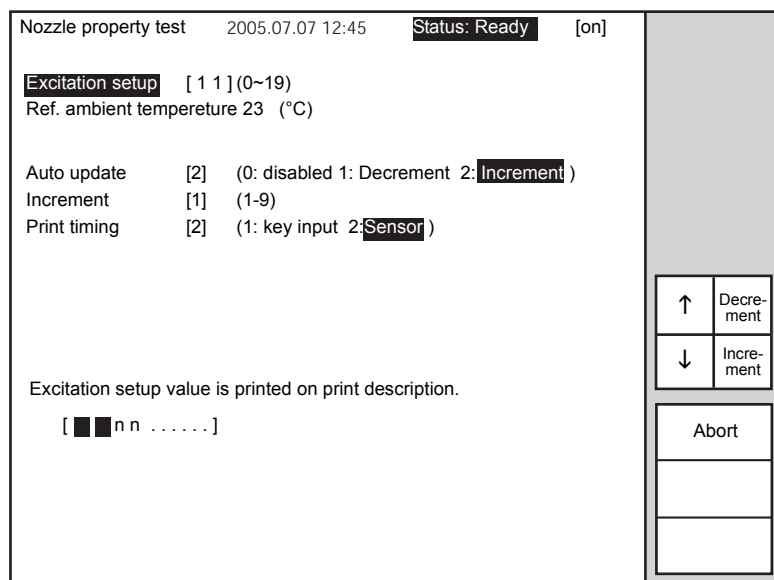 Nozzle property test 2005.07.07 12:45 Status: Ready [on]
Excitation setup [ 1 1 ] (0~19)
Ref. ambient tempereture 23 (°C)
Auto update [2] (0: disabled 1: Decrement 2: Increment )
Increment [1] (1-9)
Print timing [2] (1: key input 2:Sensor )
↑ Decre-
ment
↓ Incre-
ment
Excitation setup value is printed on print description.
[ ■ ■ n n . . . . . . ]
Abort